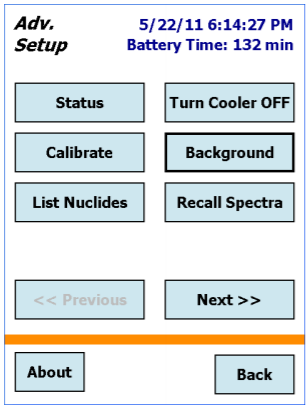 Adv. 5/22/11 6:14:27 PM
Setup Battery Time: 132 min
Status Turn Cooler OFF
Calibrate Background
List Nuclides Recall Spectra
<< Previous Next >>
About Back